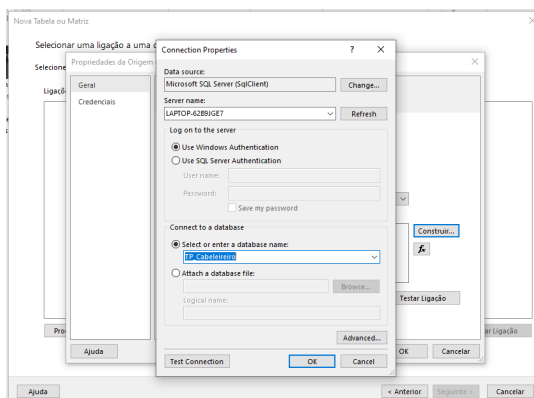 Nova Tabela ou Matriz
Selecionar uma ligação a uma
Selecione
Ligaçõ
Propriedades da Origem
Geral
Credenciais
Connection Properties ? ×
Data source:
Microsoft SQL Server (SqlClient) Change...
Server name:
LAPTOP-62B9JGE7 Refresh
Log on to the server
Use Windows Authentication
Use SQL Server Authentication
User name:
Password:
Save my password
Connect to a database
Select or enter a database name:
TP_Cabeleireiro
Attach a database file:
Browse...
Logical name:
Advanced...
Test Connection OK Cancel
Construir...
fx
Testar Ligação
Pro
ar Ligação
Ajuda OK Cancelar
Ajuda < Anterior Seguinte > Cancelar